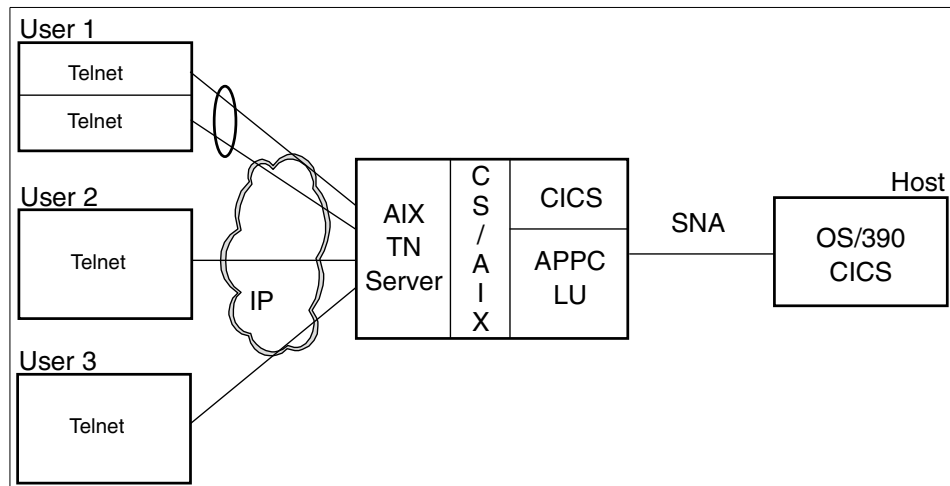 User 1
Telnet
Telnet
User 2
Telnet
User 3
Telnet
IP
AIX
TN
Server
C
S
/
A
I
X
CICS
APPC
LU
SNA
Host
OS/390
CICS